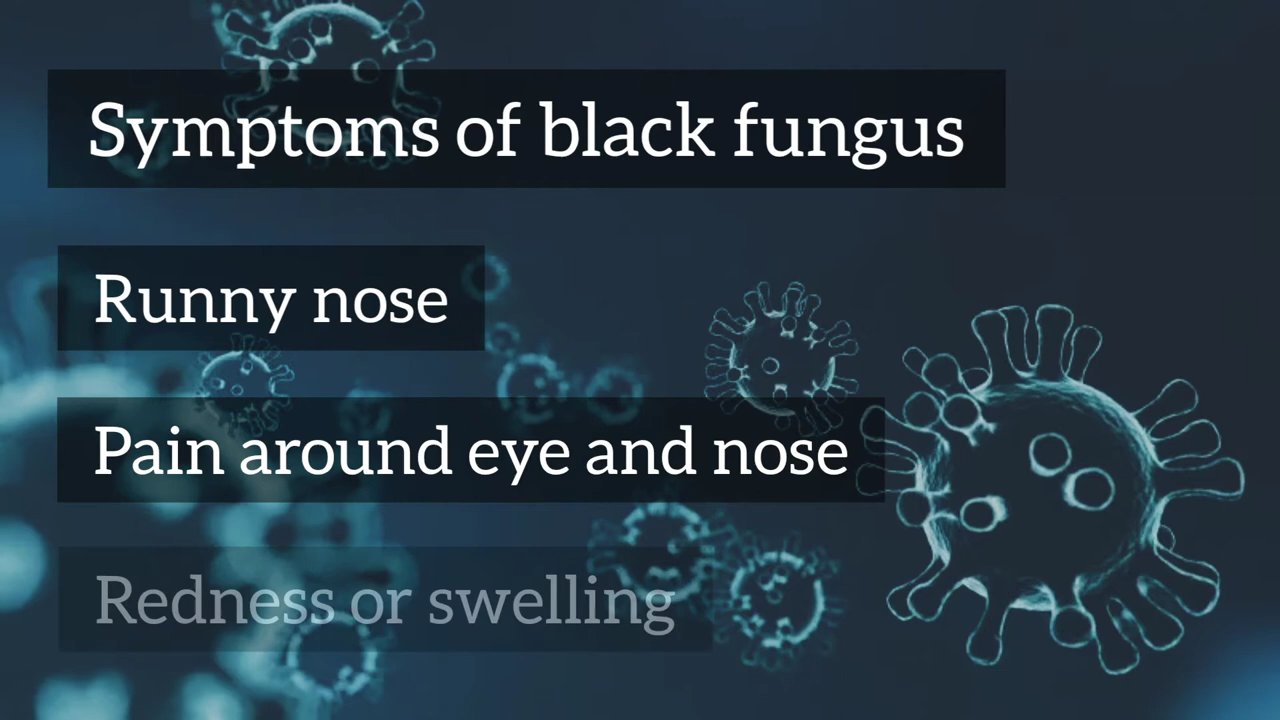 Symptoms of black fungus
Runny nose
Pain around eye and nose
Redness or swelling